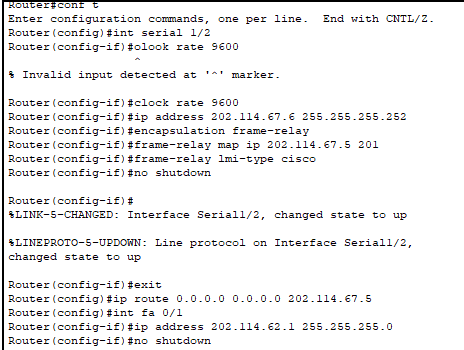 Router#conf t
Enter configuration commands, one per line.  End with CNTL/Z.
Router(config)#int serial 1/2
Router(config-if)#olook rate 9600
^
% Invalid input detected at '^' marker.
Router(config-if)#clock rate 9600
Router(config-if)#ip address 202.114.67.6 255.255.255.252
Router(config-if)#encapsulation frame-relay
Router(config-if)#frame-relay map ip 202.114.67.5 201
Router(config-if)#frame-relay lmi-type cisco
Router(config-if)#no shutdown
Router(config-if)#
%LINK-5-CHANGED: Interface Serial1/2, changed state to up
%LINEPROTO-5-UPDOWN: Line protocol on Interface Serial1/2,
changed state to up
Router(config-if)#exit
Router(config)#ip route 0.0.0.0 0.0.0.0 202.114.67.5
Router(config)#int fa 0/1
Router(config-if)#ip address 202.114.62.1 255.255.255.0
Router(config-if)#no shutdown